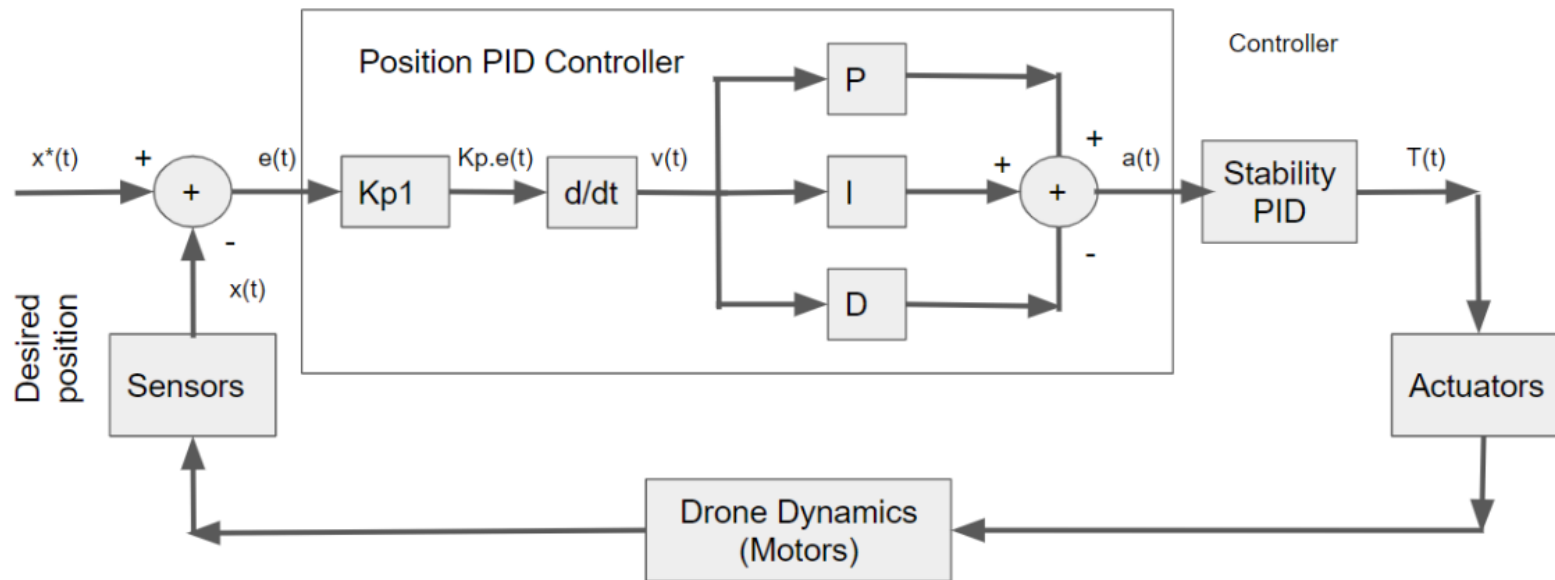 Position PID Controller
Controller
P
x*(t)
+
+
e(t)
Kp1
Kp.e(t)
d/dt
v(t)
I
+
+
+
a(t)
Stability
PID
T(t)
-
x(t)
-
D
Desired
position
Sensors
Actuators
Drone Dynamics
(Motors)